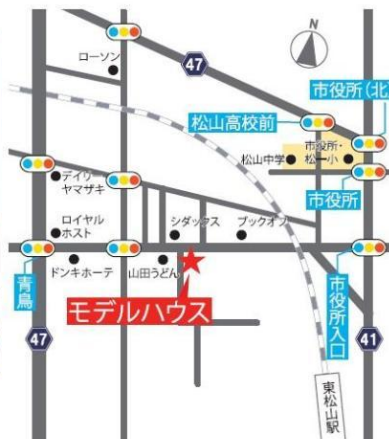 N
ローソン
47
市役所(北)
松山高校前
市役所・
松一小
松山中学
市役所
デイリー
ヤマザキ
ロイヤル
ホスト
シダックス
ブックオフ
青鳥
ドンキホーテ
山田うどん
モデルハウス
市役所入口
47
41
東松山駅